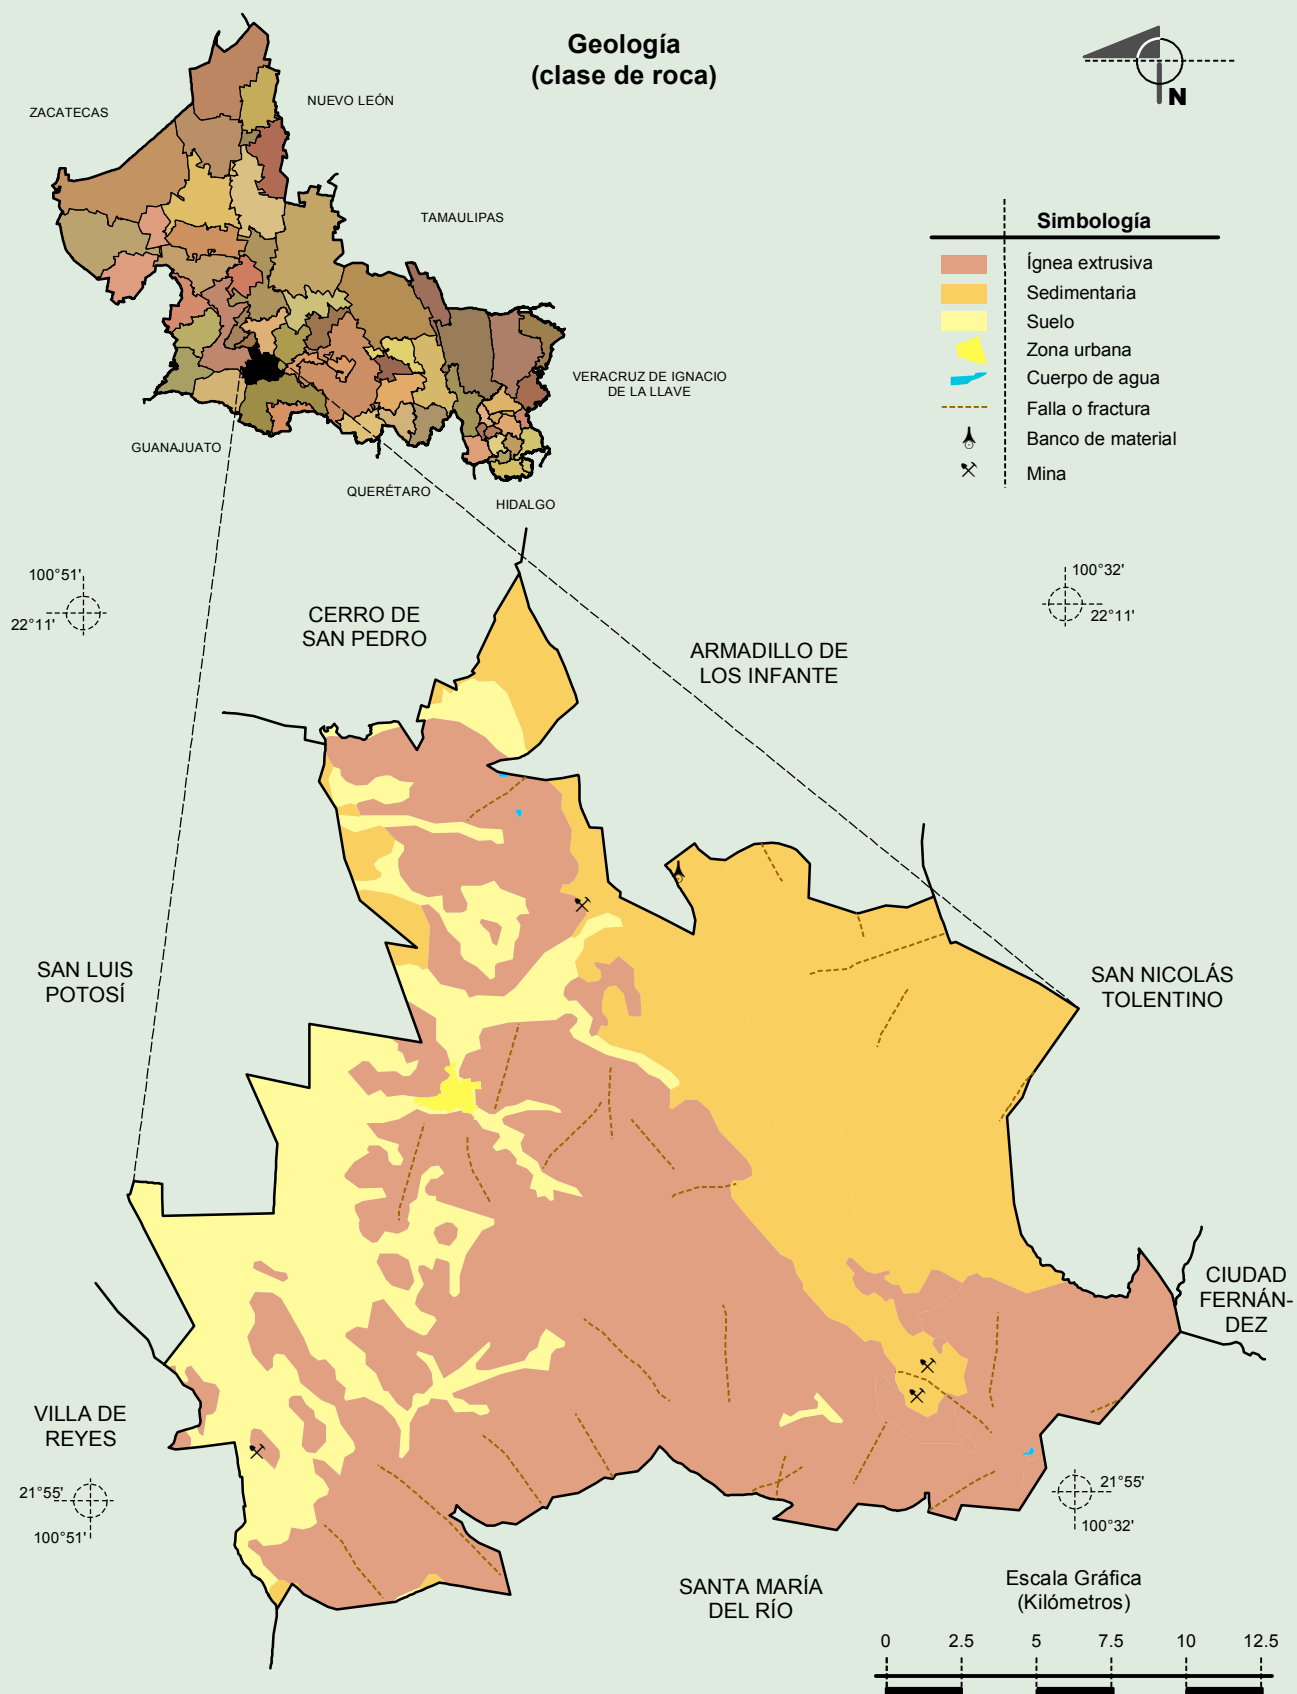 Geología
(clase de roca)
N
ZACATECAS
NUEVO LEÓN
TAMAULIPAS
VERACRUZ DE IGNACIO
DE LA LLAVE
GUANAJUATO
QUERÉTARO
HIDALGO
Simbología
Ígnea extrusiva
Sedimentaria
Suelo
Zona urbana
Cuerpo de agua
Falla o fractura
Banco de material
Mina
100°51'
22°11'
100°32'
22°11'
CERRO DE
SAN PEDRO
ARMADILLO DE
LOS INFANTE
SAN LUIS
POTOSÍ
SAN NICOLÁS
TOLENTINO
CIUDAD
FERNÁN-
DEZ
VILLA DE
REYES
21°55'
100°51'
21°55'
100°32'
SANTA MARÍA
DEL RÍO
Escala Gráfica
(Kilómetros)
0 2.5 5 7.5 10 12.5